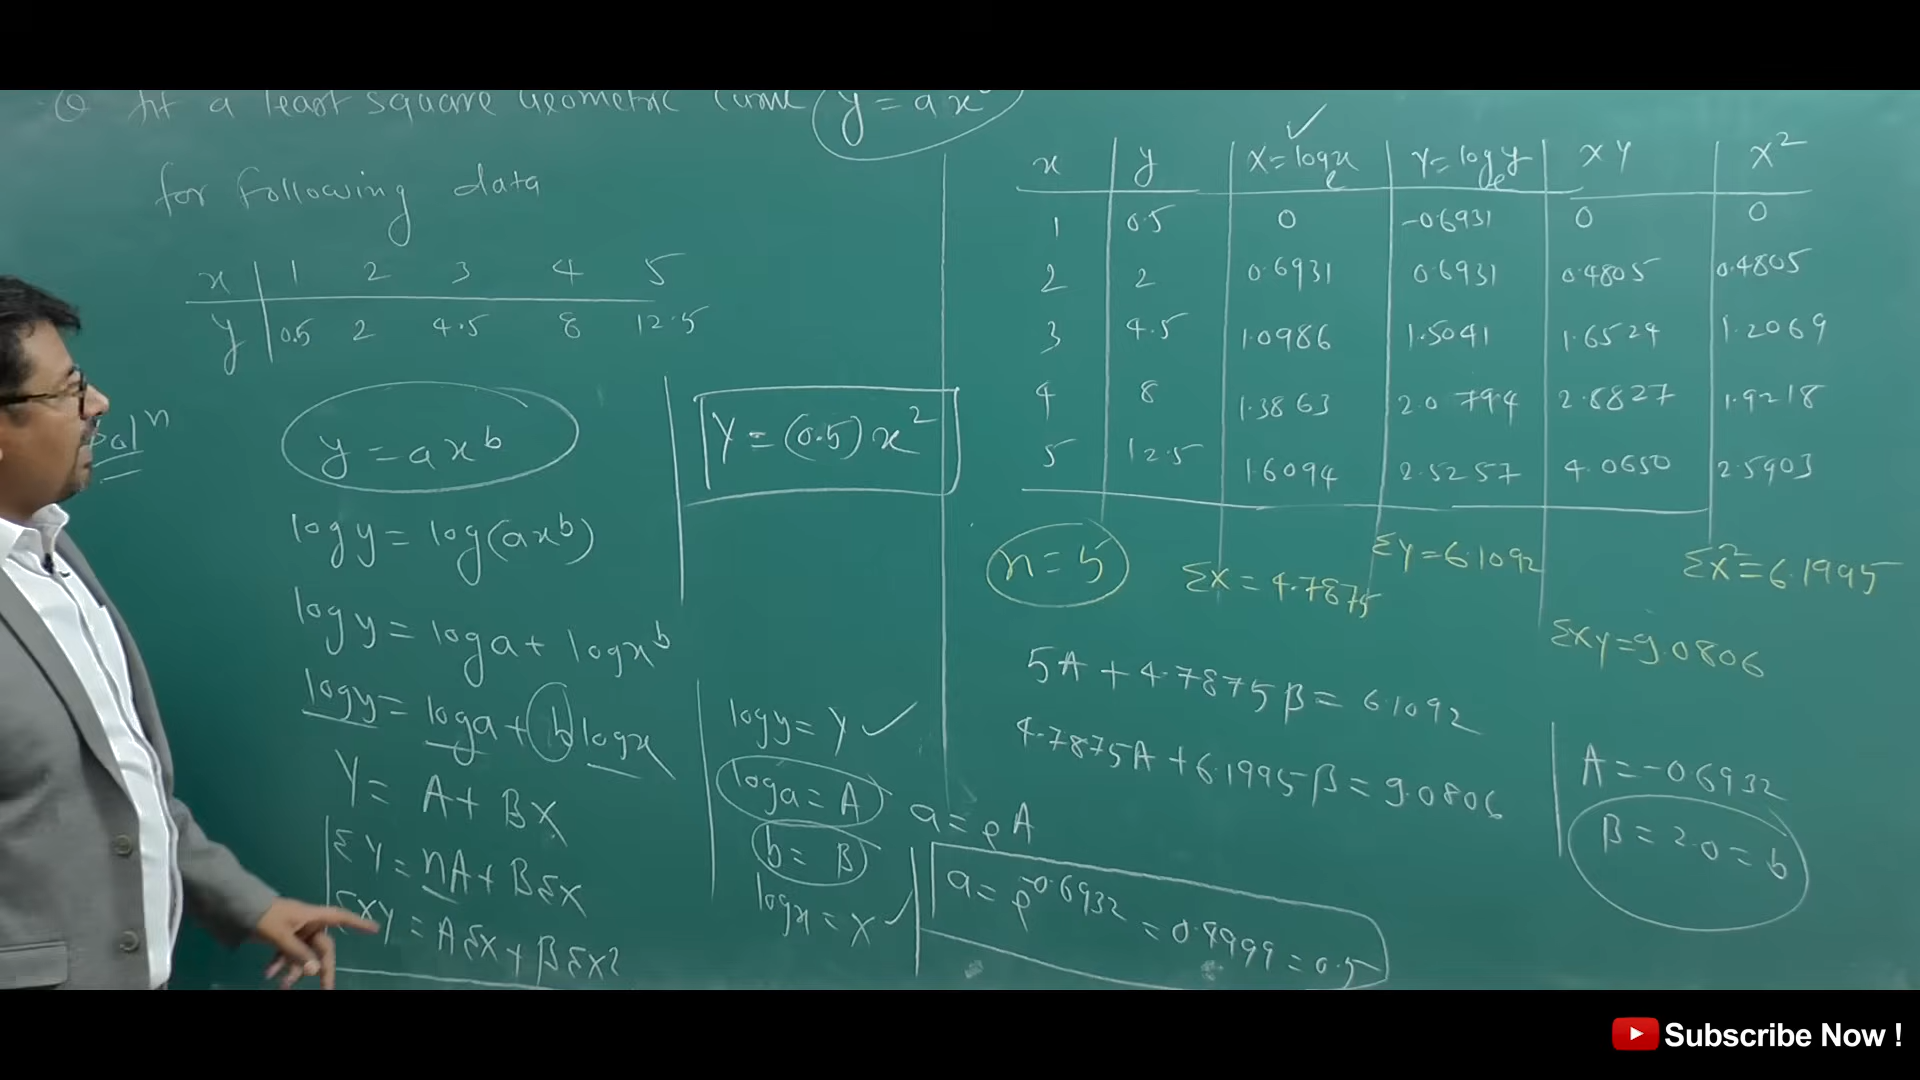 Q fit a least square Geometric Curve y = ax
for Following data
x 1 2 3 4 5
y 0.5 2 4.5 8 12.5
Sol^n
y = ax^b
log y = log(ax^b)
log y = log a + log x^b
log y = log a + b log x
Y = A + BX
ΣY = nA + BΣX
ΣXY = AΣX + BΣX²
Y = (0.5) x²
log y = Y ✓
log a = A
b = B
log x = X ✓
a = e^A
a = e^-0.6932 = 0.4999 = 0.5
x y X = log_e x ✓ Y = log_e y XY X²
1 0.5 0 -0.6931 0 0
2 2 0.6931 0.6931 0.4805 0.4805
3 4.5 1.0986 1.5041 1.6524 1.2069
4 8 1.3863 2.0794 2.8827 1.9218
5 12.5 1.6094 2.5257 4.0650 2.5903
n = 5 ΣX = 4.7875 ΣY = 6.1092 ΣXY = 9.0806 ΣX² = 6.1995
5A + 4.7875B = 6.1092
4.7875A + 6.1995B = 9.0806
A = -0.6932
B = 2.0 = b
Subscribe Now !